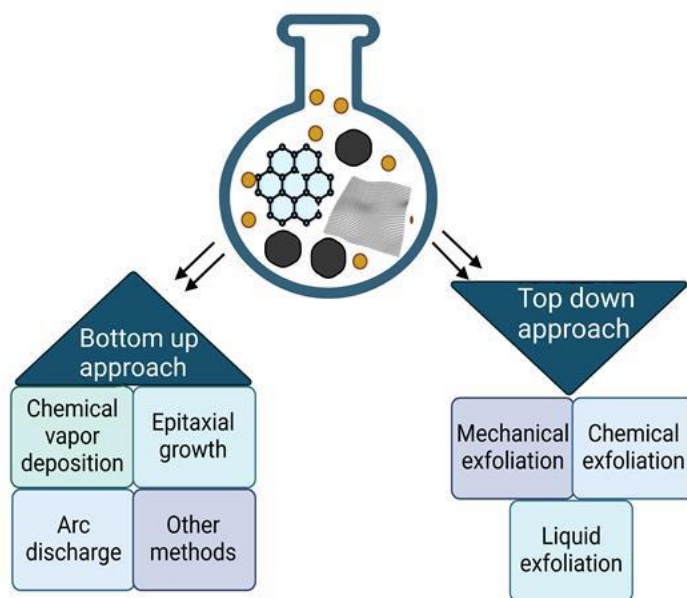 Bottom up
approach
Chemical
vapor
deposition
Epitaxial
growth
Arc
discharge
Other
methods
Top down
approach
Mechanical
exfoliation
Chemical
exfoliation
Liquid
exfoliation